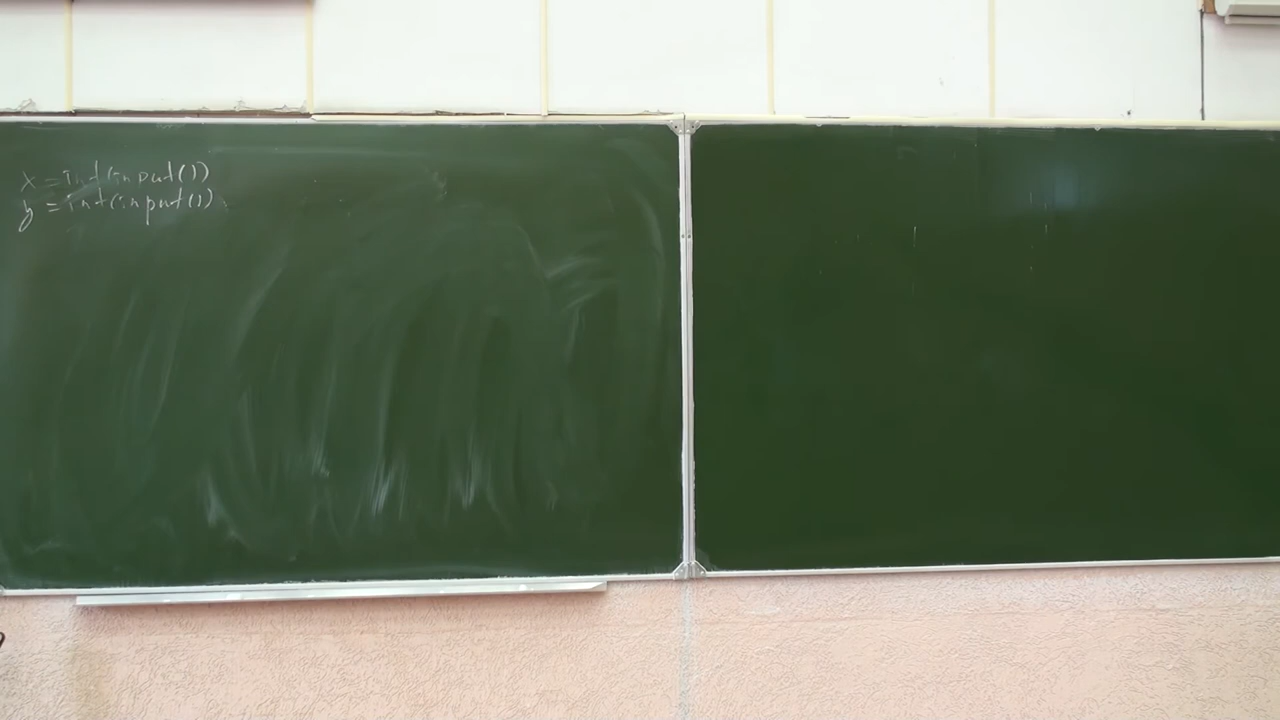 x = int(input())
y = int(input())